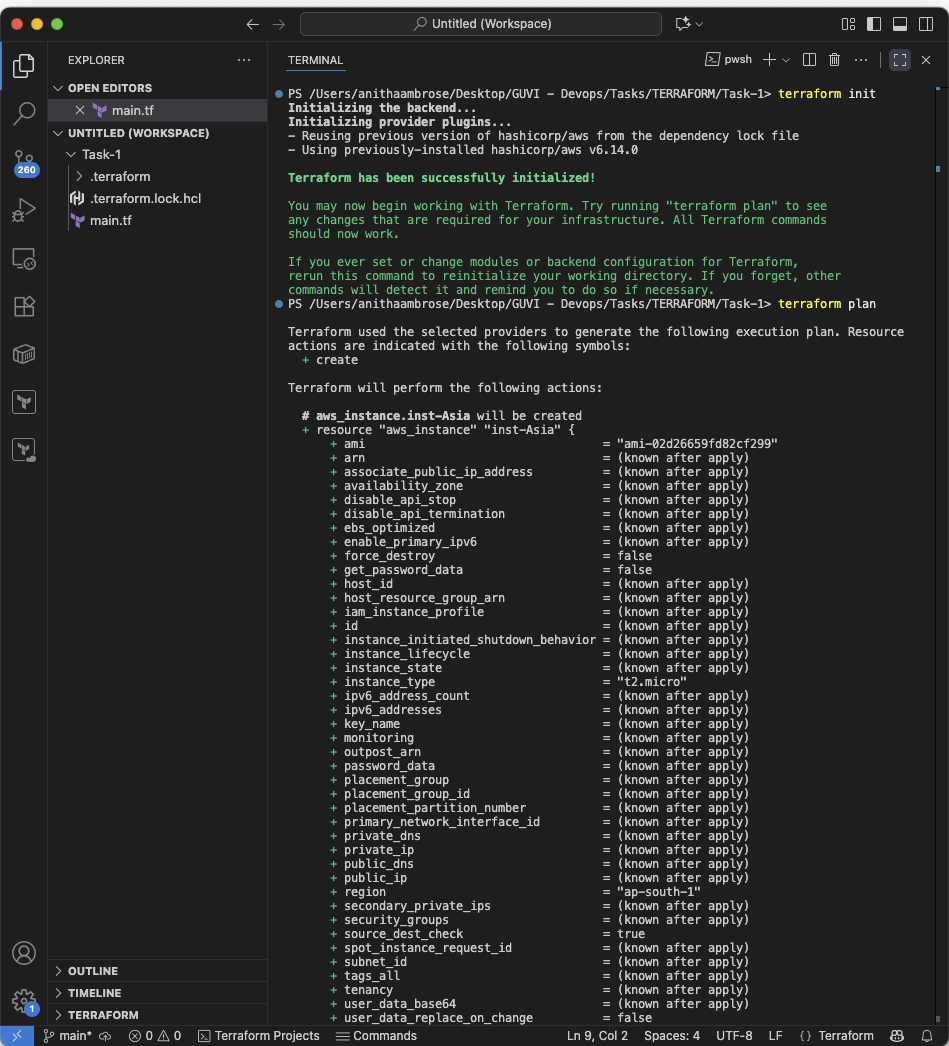 Untitled (Workspace)
EXPLORER
OPEN EDITORS
main.tf
UNTITLED (WORKSPACE)
Task-1
.terraform
.terraform.lock.hcl
main.tf
260
1
OUTLINE
TIMELINE
TERRAFORM
TERMINAL
pwsh
PS /Users/anithaambrose/Desktop/GUVI - Devops/Tasks/TERRAFORM/Task-1> terraform init
Initializing the backend...
Initializing provider plugins...
- Reusing previous version of hashicorp/aws from the dependency lock file
- Using previously-installed hashicorp/aws v6.14.0
Terraform has been successfully initialized!
You may now begin working with Terraform. Try running "terraform plan" to see
any changes that are required for your infrastructure. All Terraform commands
should now work.
If you ever set or change modules or backend configuration for Terraform,
rerun this command to reinitialize your working directory. If you forget, other
commands will detect it and remind you to do so if necessary.
PS /Users/anithaambrose/Desktop/GUVI - Devops/Tasks/TERRAFORM/Task-1> terraform plan
Terraform used the selected providers to generate the following execution plan. Resource
actions are indicated with the following symbols:
+ create
Terraform will perform the following actions:
# aws_instance.inst-Asia will be created
+ resource "aws_instance" "inst-Asia" {
+ ami = "ami-02d26659fd82cf299"
+ arn = (known after apply)
+ associate_public_ip_address = (known after apply)
+ availability_zone = (known after apply)
+ disable_api_stop = (known after apply)
+ disable_api_termination = (known after apply)
+ ebs_optimized = (known after apply)
+ enable_primary_ipv6 = (known after apply)
+ force_destroy = false
+ get_password_data = false
+ host_id = (known after apply)
+ host_resource_group_arn = (known after apply)
+ iam_instance_profile = (known after apply)
+ id = (known after apply)
+ instance_initiated_shutdown_behavior = (known after apply)
+ instance_lifecycle = (known after apply)
+ instance_state = (known after apply)
+ instance_type = "t2.micro"
+ ipv6_address_count = (known after apply)
+ ipv6_addresses = (known after apply)
+ key_name = (known after apply)
+ monitoring = (known after apply)
+ outpost_arn = (known after apply)
+ password_data = (known after apply)
+ placement_group = (known after apply)
+ placement_group_id = (known after apply)
+ placement_partition_number = (known after apply)
+ primary_network_interface_id = (known after apply)
+ private_dns = (known after apply)
+ private_ip = (known after apply)
+ public_dns = (known after apply)
+ public_ip = (known after apply)
+ region = "ap-south-1"
+ secondary_private_ips = (known after apply)
+ security_groups = (known after apply)
+ source_dest_check = true
+ spot_instance_request_id = (known after apply)
+ subnet_id = (known after apply)
+ tags_all = (known after apply)
+ tenancy = (known after apply)
+ user_data_base64 = (known after apply)
+ user_data_replace_on_change = false
main* 0 0 Terraform Projects Commands Ln 9, Col 2 Spaces: 4 UTF-8 LF {} Terraform